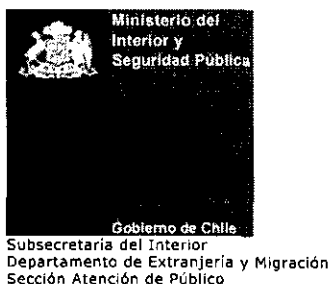 Ministerio del
Interior y
Seguridad Pública
Gobierno de Chile
Subsecretaría del Interior
Departamento de Extranjería y Migración
Sección Atención de Público